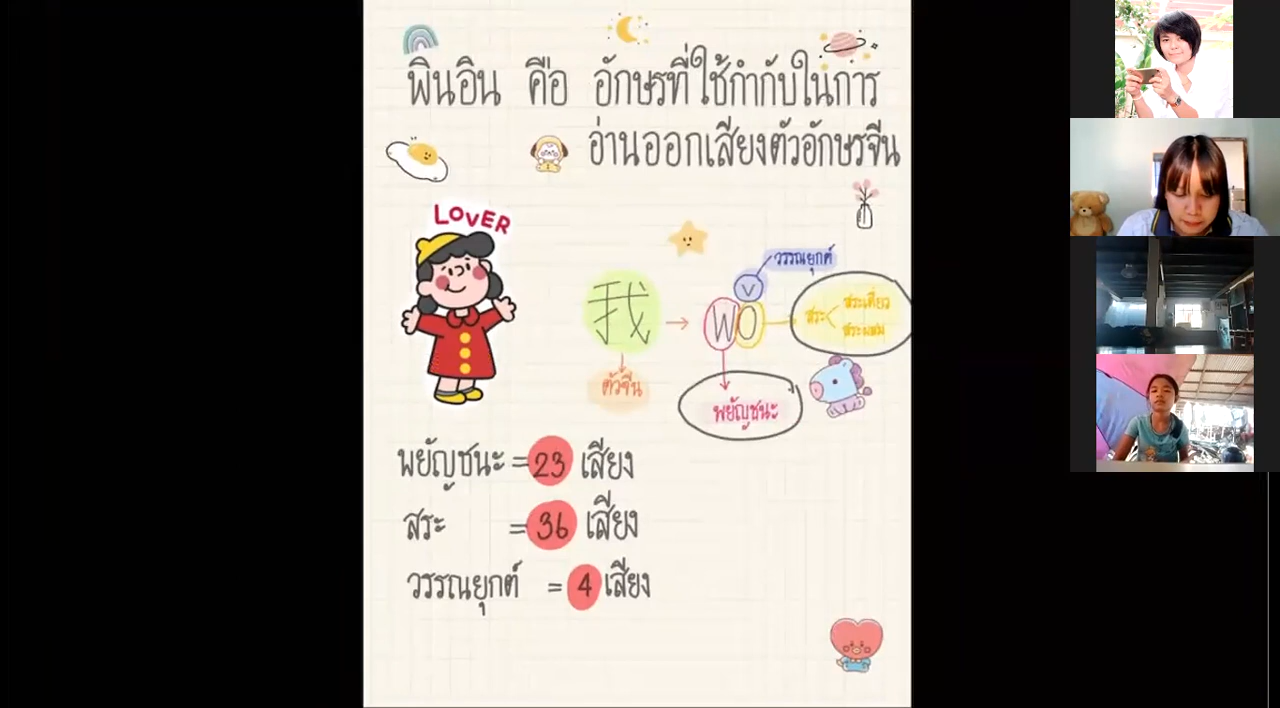 พินอิน คือ อักษรที่ใช้กำกับในการ
อ่านออกเสียงตัวอักษรจีน
LOVER
วรรณยุกต์
v
我 → WO
สระ < สระเดี่ยว
สระผสม
ตัวจีน
พยัญชนะ
พยัญชนะ = 23 เสียง
สระ = 36 เสียง
วรรณยุกต์ = 4 เสียง